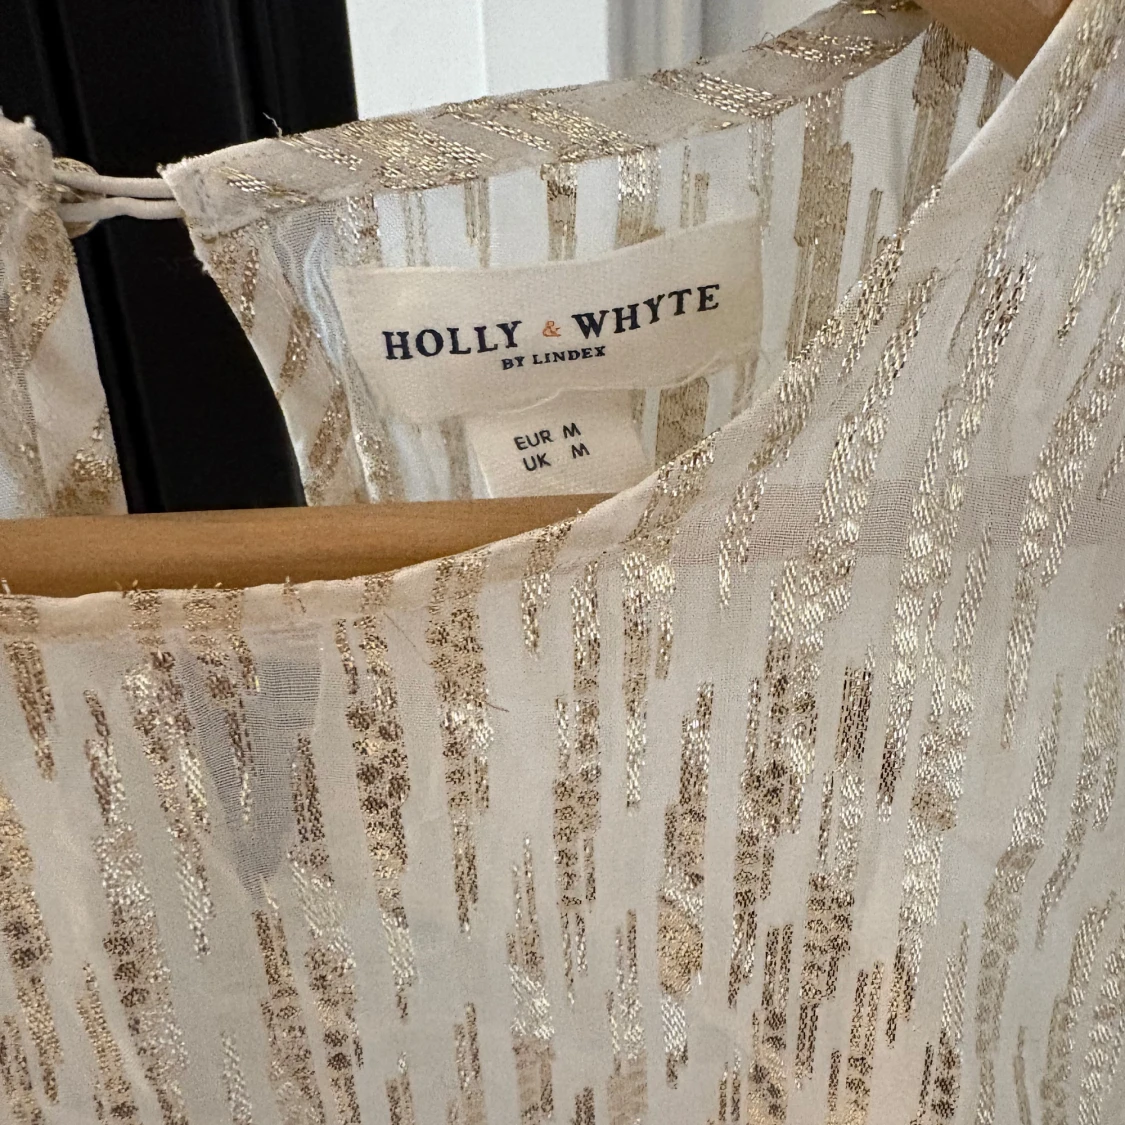 HOLLY & WHYTE
BY LINDEX
EUR M
UK M